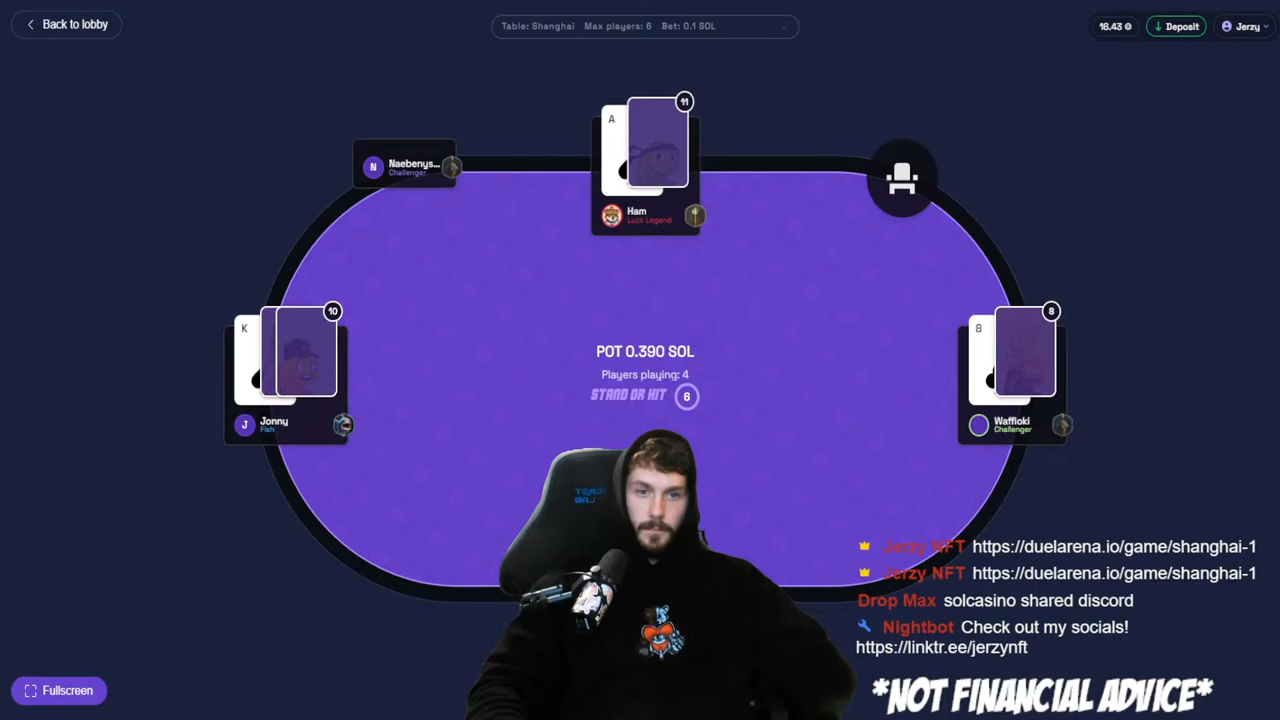 Back to lobby
Table: Shanghai Max players: 6 Bet: 0.1 SOL
16.43
Deposit
Jerzy
11
A
N
Naebenys...
Challenger
Ham
Luck Legend
10
K
8
8
POT 0.390 SOL
Players playing: 4
STAND OR HIT 6
J
Jonny
Fish
Waffloki
Challenger
Jerzy NFT https://duelarena.io/game/shanghai-1
Jerzy NFT https://duelarena.io/game/shanghai-1
Drop Max solcasino shared discord
Nightbot Check out my socials!
https://linktr.ee/jerzynft
Fullscreen
*NOT FINANCIAL ADVICE*